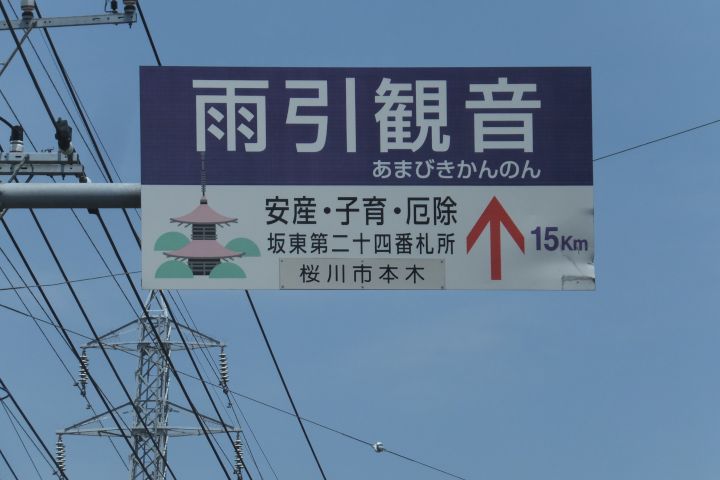 雨引観音
あまびきかんのん
安産・子育・厄除
坂東第二十四番札所
桜川市本木
15Km